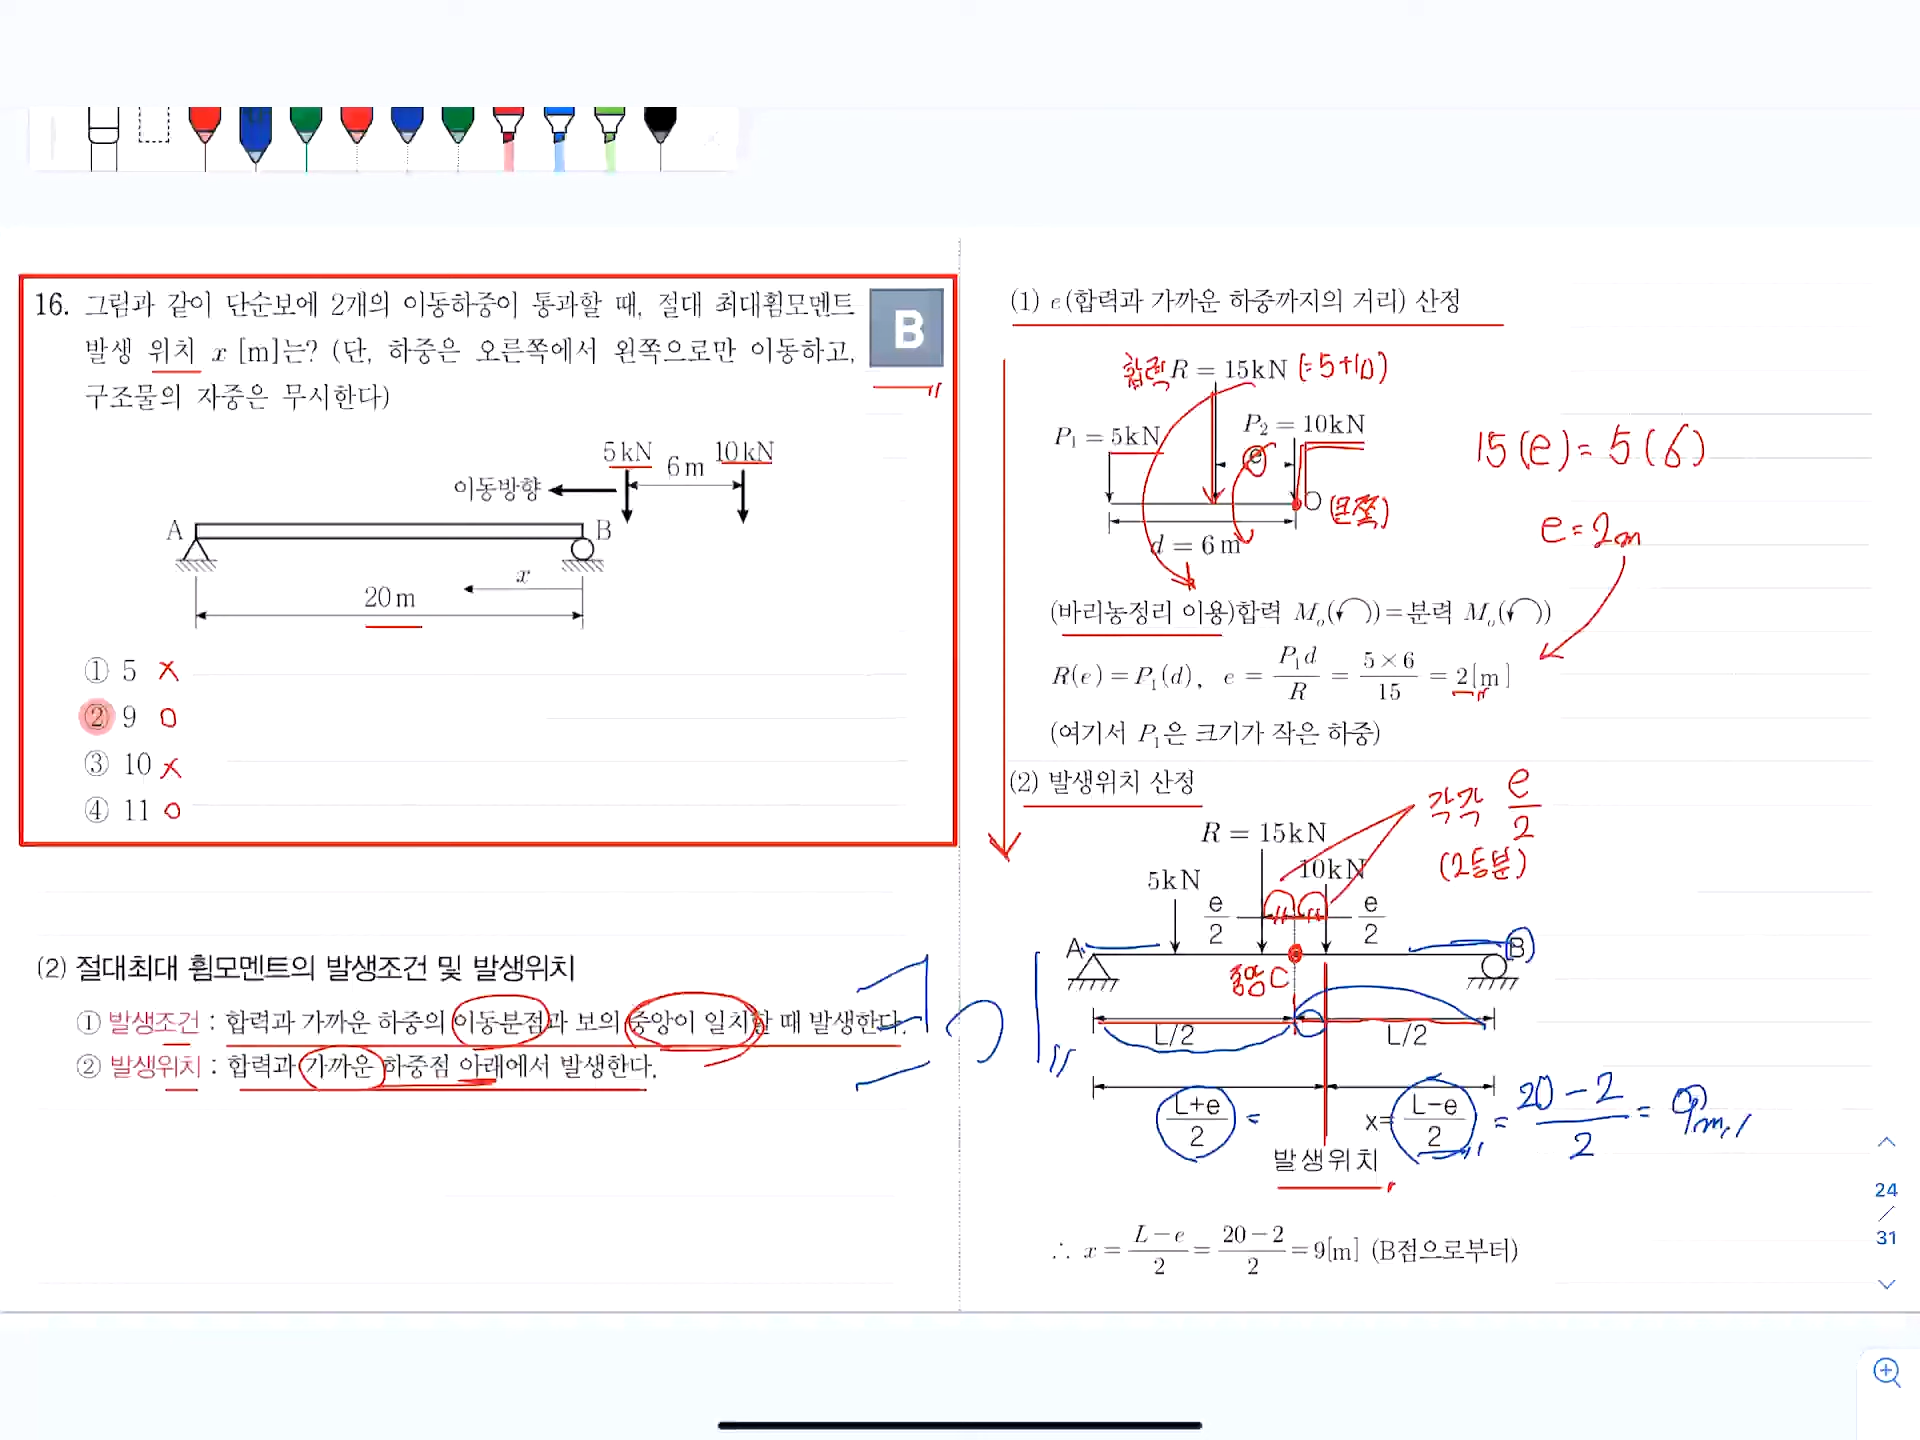 16. 그림과 같이 단순보에 2개의 이동하중이 통과할 때, 절대 최대휨모멘트
발생 위치 x [m]는? (단, 하중은 오른쪽에서 왼쪽으로만 이동하고,
구조물의 자중은 무시한다)
B
5kN 6m 10kN
이동방향
A B
x
20m
① 5 ×
② 9 O
③ 10 ×
④ 11 O
(2) 절대최대 휨모멘트의 발생조건 및 발생위치
① 발생조건 : 합력과 가까운 하중의 이동분점과 보의 중앙이 일치할 때 발생한다.
② 발생위치 : 합력과 가까운 하중점 아래에서 발생한다.
(1) e(합력과 가까운 하중까지의 거리) 산정
합력 R = 15kN (=5+10)
P₁ = 5kN P₂ = 10kN
e
O
d = 6m
15(e) = 5(6)
e = 2m
(바리농정리 이용)합력 Mₒ(↶) = 분력 Mₒ(↶)
R(e) = P₁(d), e = P₁d/R = 5×6/15 = 2[m]
(여기서 P₁은 크기가 작은 하중)
(2) 발생위치 산정
각각 e/2
(2등분)
R = 15kN
5kN 10kN
e/2 e/2
A B
중앙 C
L/2 L/2
L+e/2 = x= L-e/2 = 20-2/2 = 9m
발생위치
∴ x = L-e/2 = 20-2/2 = 9[m] (B점으로부터)
24
/
31